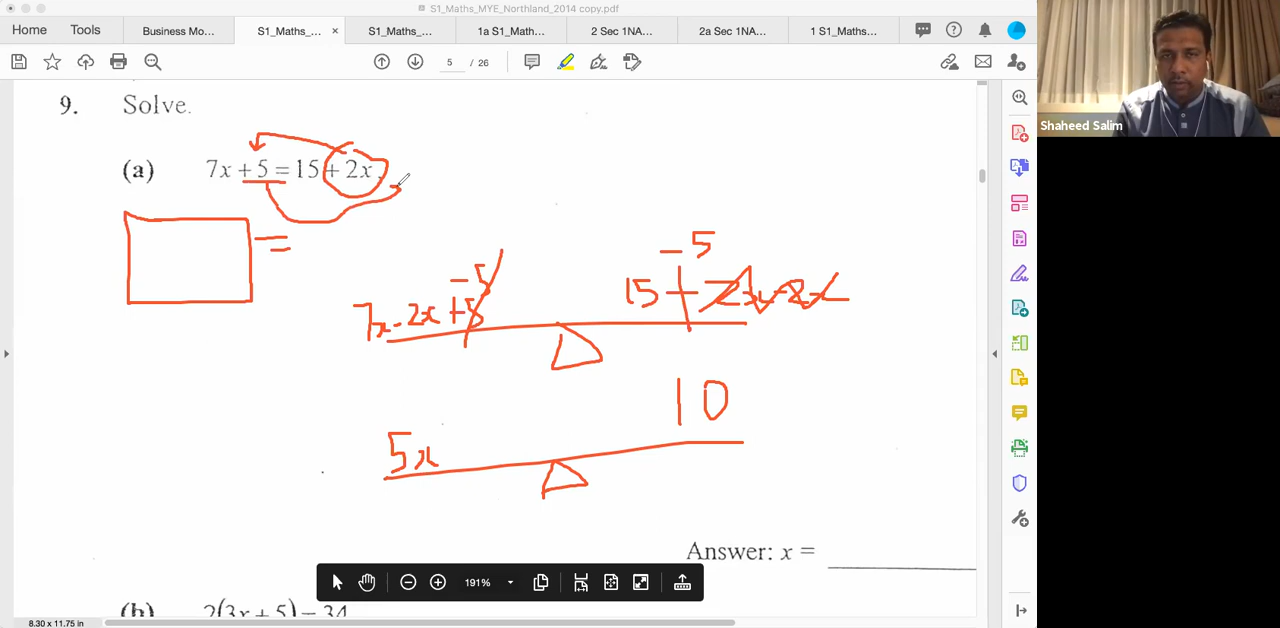 S1_Maths_MYE_Northland_2014 copy.pdf
Home Tools Business Mo... S1_Maths_... × S1_Maths_... 1a S1_Math... 2 Sec 1NA... 2a Sec 1NA... 1 S1_Maths...
5 / 26
Shaheed Salim
9. Solve.
(a) 7x + 5 = 15 + 2x.
=
-5 -5
7x - 2x + 5 15 + 2x - 2x
10
5x
Answer: x =
191%
(b) 2(3x + 5) = 34
8.30 x 11.75 in